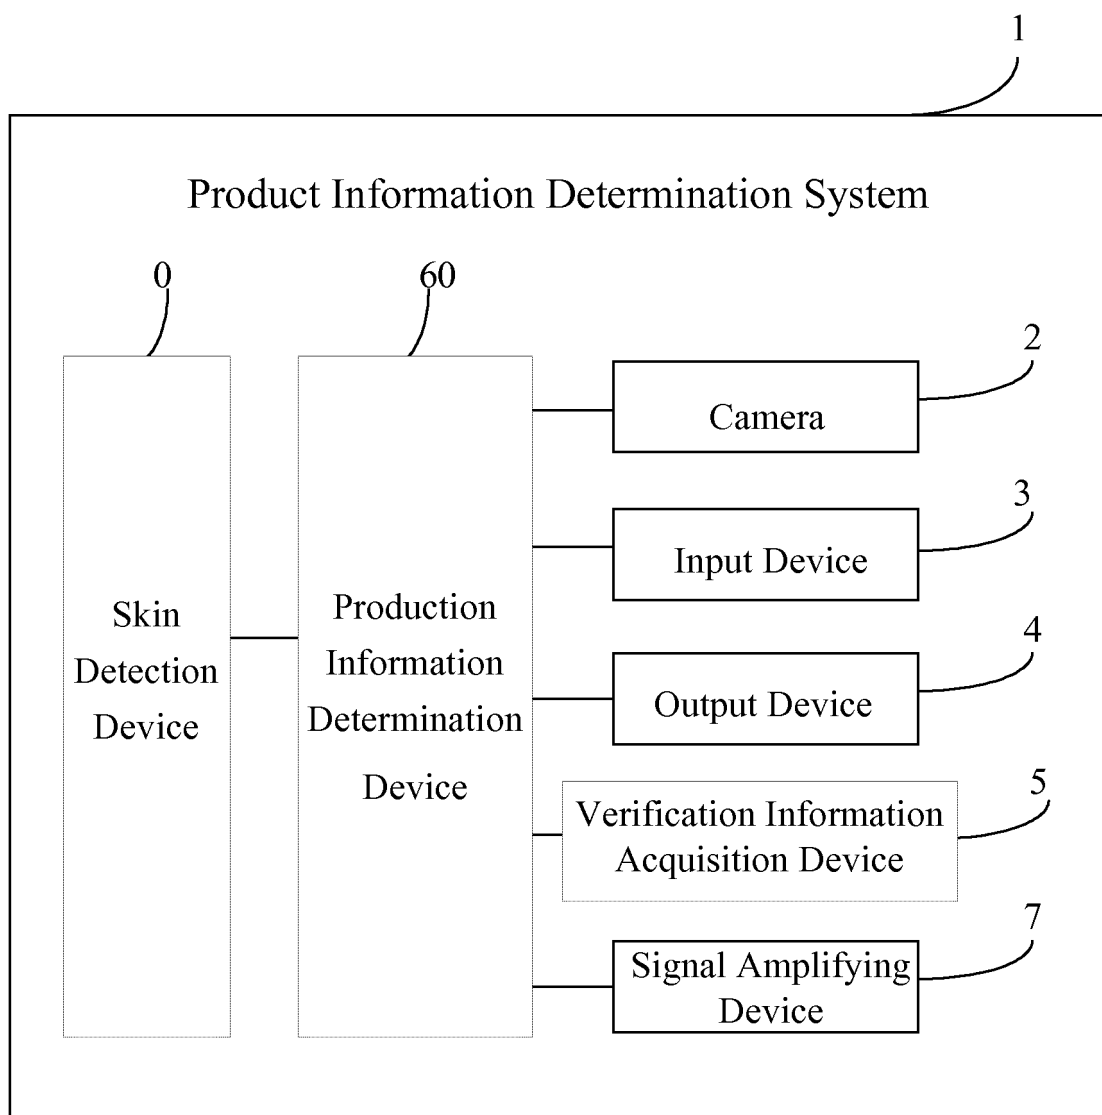 1
Product Information Determination System
0
60
2
Camera
3
Input Device
Skin
Detection
Device
Production
Information
Determination
Device
4
Output Device
5
Verification Information
Acquisition Device
7
Signal Amplifying
Device